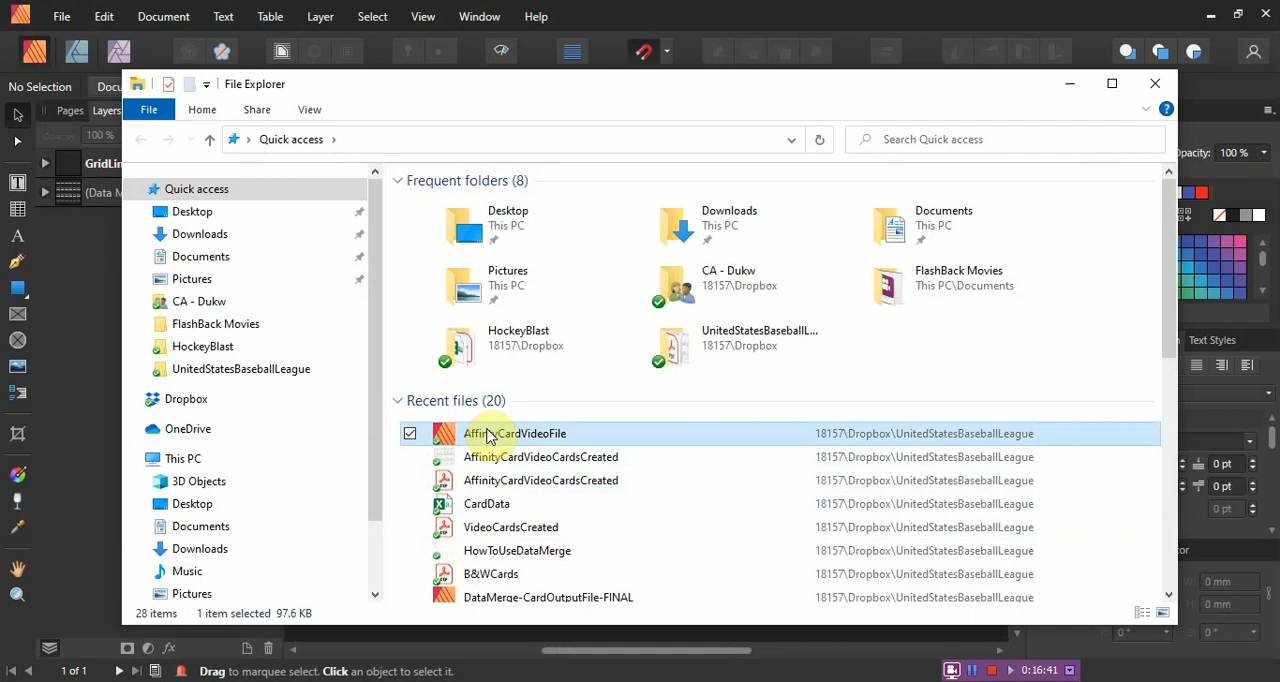 File Edit Document Text Table Layer Select View Window Help
No Selection
Pages Layers
100 %
GridLin
(Data M
File Explorer
File Home Share View
Quick access
Search Quick access
Opacity: 100 %
Quick access
Desktop
Downloads
Documents
Pictures
CA - Dukw
FlashBack Movies
HockeyBlast
UnitedStatesBaseballLeague
Dropbox
OneDrive
This PC
3D Objects
Desktop
Documents
Downloads
Music
Pictures
Frequent folders (8)
Desktop
This PC
Downloads
This PC
Documents
This PC
Pictures
This PC
CA - Dukw
18157\Dropbox
FlashBack Movies
This PC\Documents
HockeyBlast
18157\Dropbox
UnitedStatesBaseballL...
18157\Dropbox
Recent files (20)
AffinityCardVideoFile 18157\Dropbox\UnitedStatesBaseballLeague
AffinityCardVideoCardsCreated 18157\Dropbox\UnitedStatesBaseballLeague
AffinityCardVideoCardsCreated 18157\Dropbox\UnitedStatesBaseballLeague
CardData 18157\Dropbox\UnitedStatesBaseballLeague
VideoCardsCreated 18157\Dropbox\UnitedStatesBaseballLeague
HowToUseDataMerge 18157\Dropbox\UnitedStatesBaseballLeague
B&WCards 18157\Dropbox\UnitedStatesBaseballLeague
DataMerge-CardOutputFile-FINAL 18157\Dropbox\UnitedStatesBaseballLeague
28 items 1 item selected 97.6 KB
Text Styles
0 pt
0 pt
0 pt
W: 0 mm
0 mm
0°
0°
1 of 1
Drag to marquee select. Click an object to select it.
0:16:41